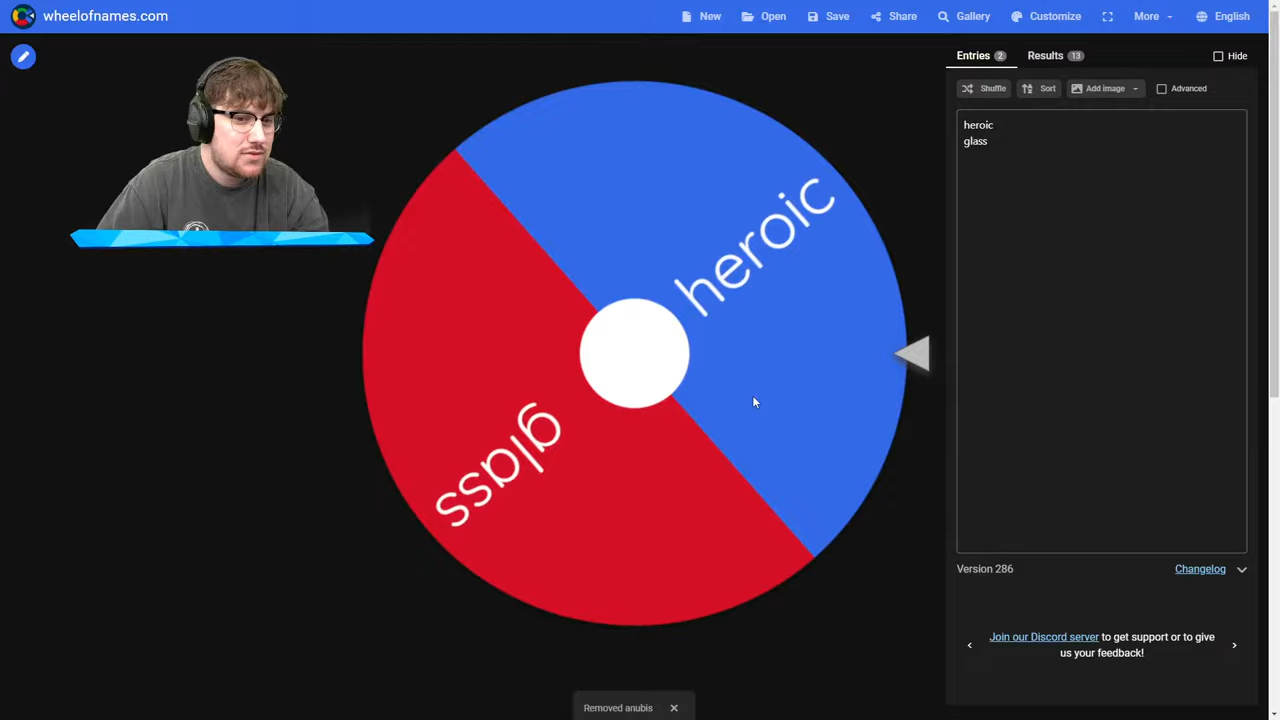 wheelofnames.com
New
Open
Save
Share
Gallery
Customize
More
English
Entries 2
Results 13
Hide
Shuffle
Sort
Add image
Advanced
heroic
glass
heroic
glass
Version 286
Changelog
Join our Discord server to get support or to give
us your feedback!
Removed anubis